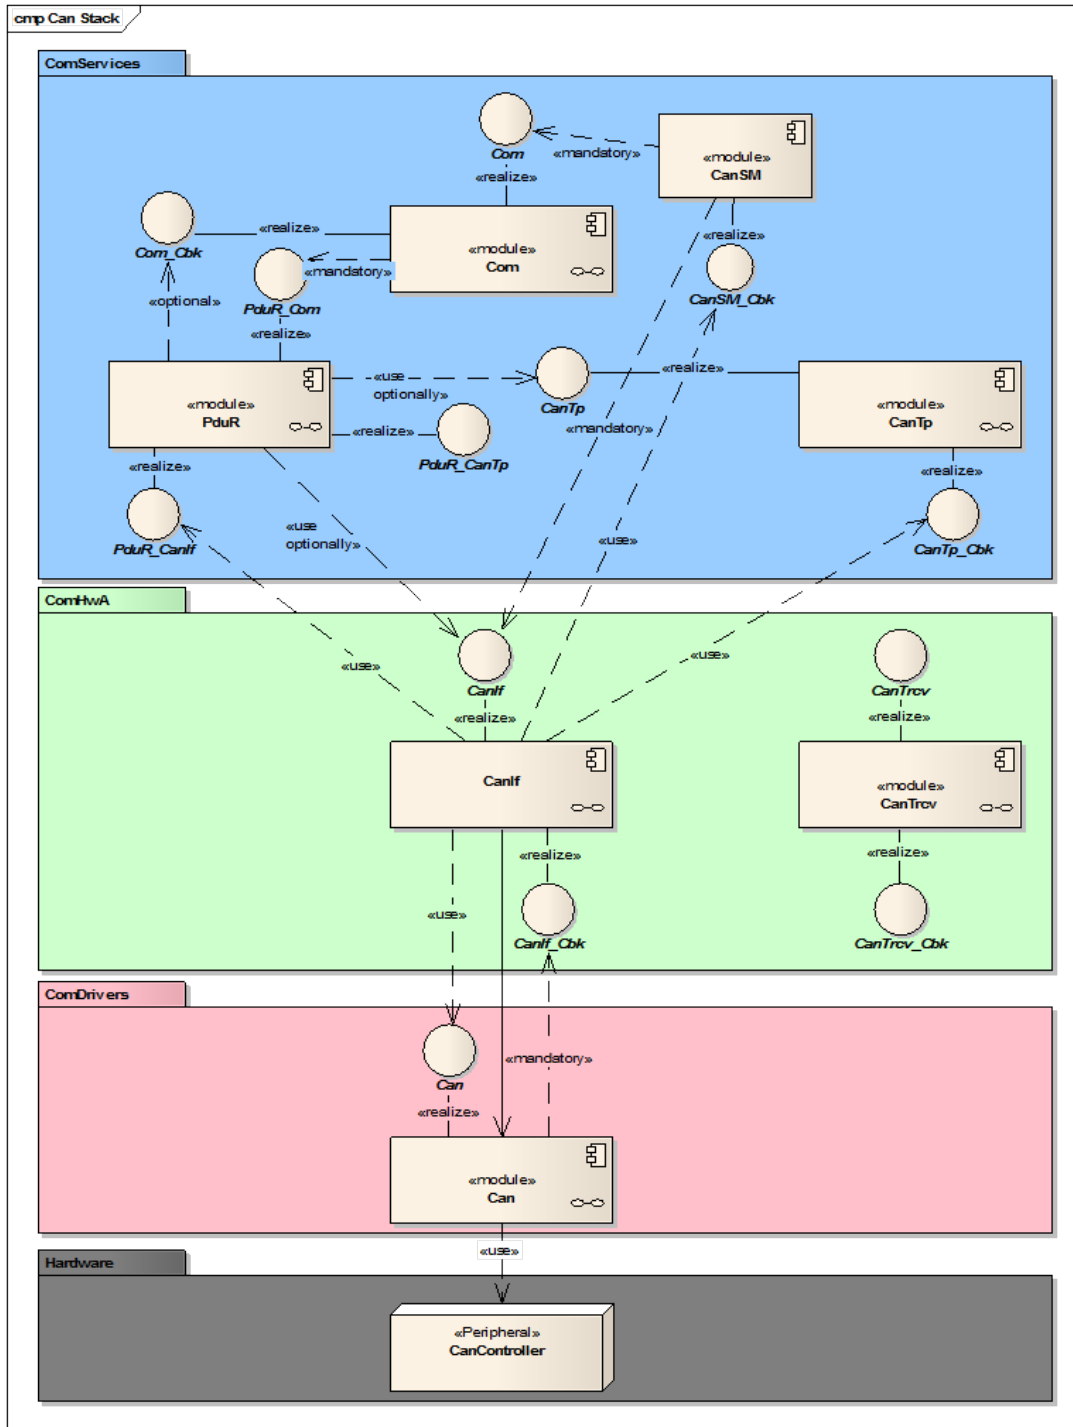 cmp Can Stack
ComServices
Com
«mandatory»
«module»
CanSM
«realize»
«realize»
Com_Cbk
«realize»
«module»
Com
«mandatory»
PduR_Com
CanSM_Cbk
«optional»
«realize»
«module»
PduR
«use
optionally»
CanTp
«realize»
«module»
CanTp
«realize»
PduR_CanTp
«mandatory»
«realize»
«realize»
PduR_CanIf
«use
optionally»
«use»
CanTp_Cbk
ComHwA
«use»
CanIf
«use»
CanTrcv
«realize»
«realize»
CanIf
«module»
CanTrcv
«realize»
«realize»
«use»
CanIf_Cbk
CanTrcv_Cbk
ComDrivers
Can
«mandatory»
«realize»
«module»
Can
«use»
Hardware
«Peripheral»
CanController